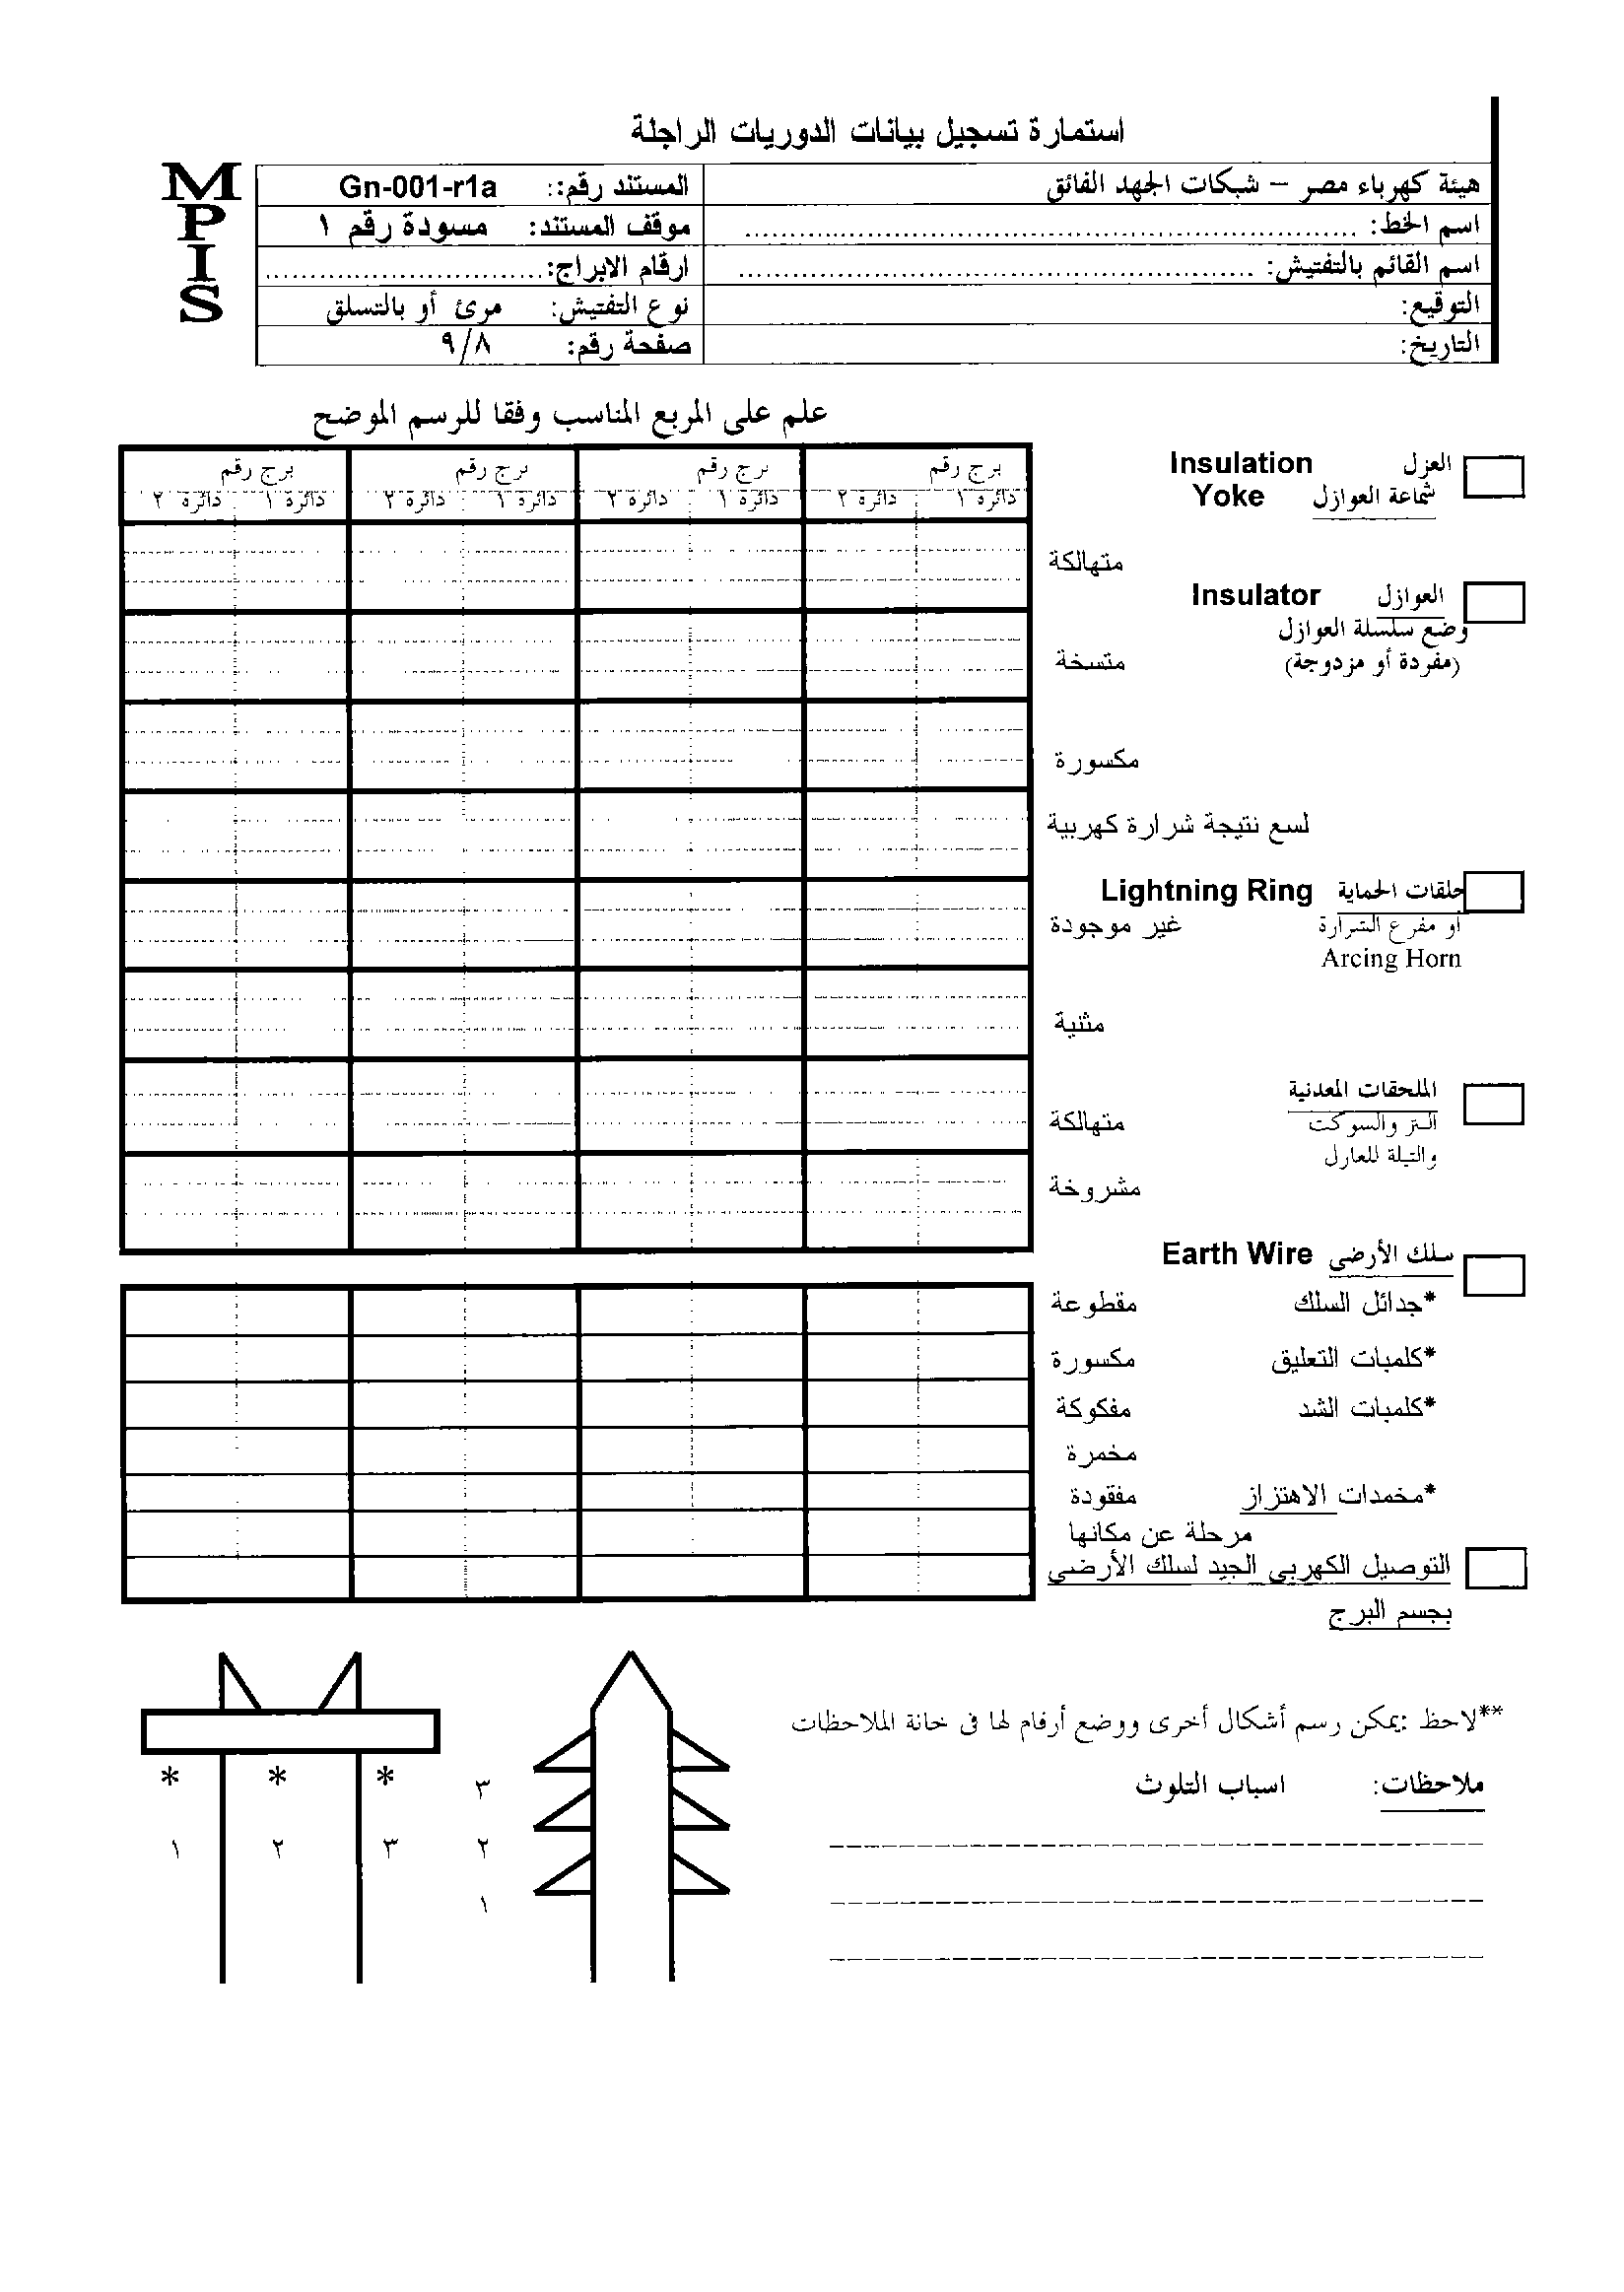 استمارة تسجيل بيانات الدوريات الراجلة
M
P
I
S
هيئة كهرباء مصر – شبكات الجهد الفائق
المستند رقم:: Gn-001-r1a
اسم الخط: ........................................
موقف المستند: مسودة رقم ١
اسم القائم بالتفتيش: ........................................
ارقام الابراج:..............................
التوقيع:
نوع التفتيش: مرئ أو بالتسلق
التاريخ:
صفحة رقم: ٩/٨
علم على المربع المناسب وفقا للرسم الموضح
برج رقم برج رقم برج رقم برج رقم
دائرة ١ دائرة ٢ دائرة ١ دائرة ٢ دائرة ١ دائرة ٢ دائرة ١ دائرة ٢
العزل Insulation
شماعة العوازل Yoke
متهالكة
العوازل Insulator
وضع سلسلة العوازل
(مفردة أو مزدوجة) متسخة
مكسورة
لسع نتيجة شرارة كهربية
حلقات الحماية Lightning Ring
أو مفرع الشرارة غير موجودة
Arcing Horn
مثنية
الملحقات المعدنية
والسوكت متهالكة
والتيلة للعازل
مشروخة
سلك الأرضى Earth Wire
*جدائل السلك مقطوعة
*كلمبات التعليق مكسورة
*كلمبات الشد مفكوكة
مخمرة
*مخمدات الاهتزاز مفقودة
مرحلة عن مكانها
التوصيل الكهربى الجيد لسلك الأرضى
بجسم البرج
**لاحظ :يمكن رسم أشكال أخرى ووضع أرقام لها فى خانة الملاحظات
ملاحظات: اسباب التلوث
* * * ٣
١ ٢ ٣ ٢
١